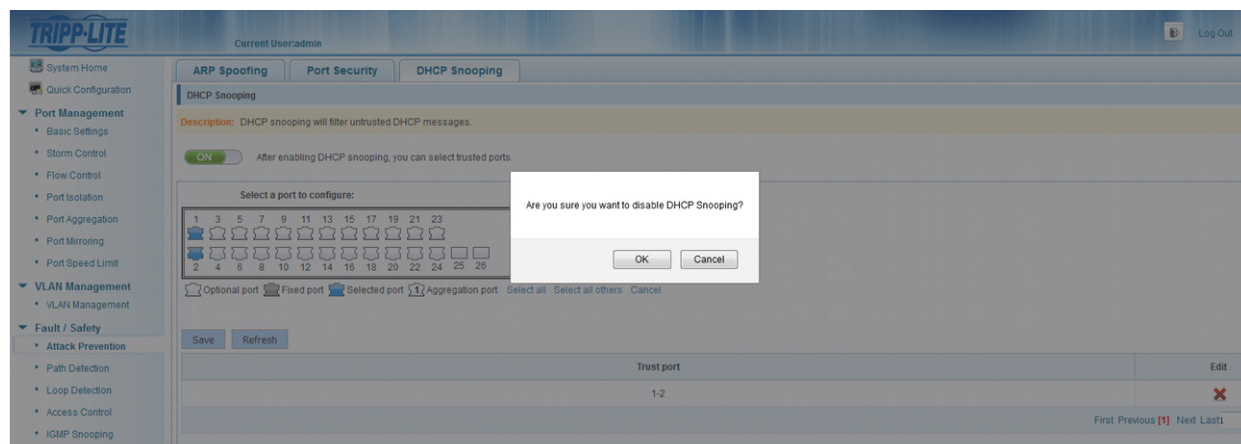 TRIPP·LITE
Current User:admin
Log Out
System Home
Quick Configuration
Port Management
Basic Settings
Storm Control
Flow Control
Port Isolation
Port Aggregation
Port Mirroring
Port Speed Limit
VLAN Management
VLAN Management
Fault / Safety
Attack Prevention
Path Detection
Loop Detection
Access Control
IGMP Snooping
ARP Spoofing Port Security DHCP Snooping
DHCP Snooping
Description: DHCP snooping will filter untrusted DHCP messages.
ON After enabling DHCP snooping, you can select trusted ports.
Select a port to configure:
1 3 5 7 9 11 13 15 17 19 21 23
2 4 6 8 10 12 14 16 18 20 22 24 25 26
Optional port Fixed port Selected port 1 Aggregation port Select all Select all others Cancel
Are you sure you want to disable DHCP Snooping?
OK Cancel
Save Refresh
Trust port Edit
1-2
First Previous [1] Next Last 1